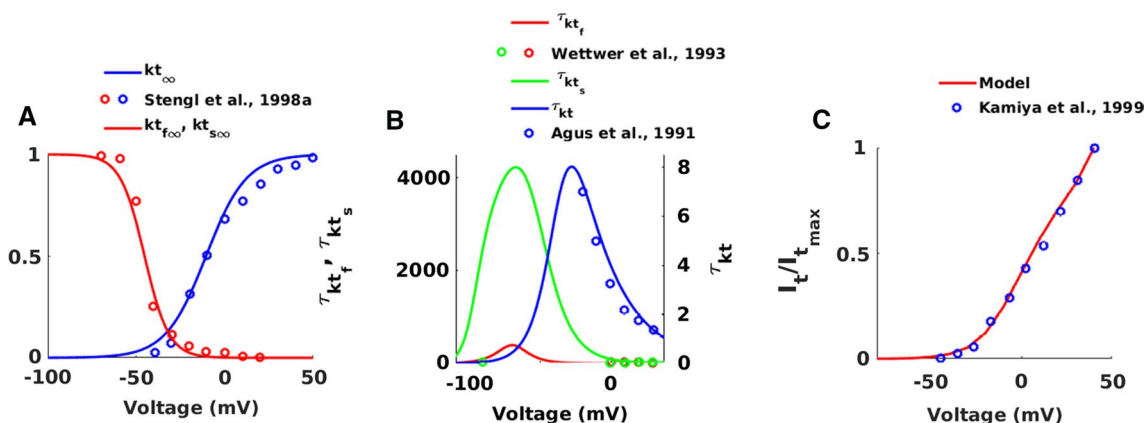 A
kt∞
Stengl et al., 1998a
kt_f∞, kt_s∞
1
0.5
0
-100 -50 0 50
Voltage (mV)
B
τ_kt_f
Wettwer et al., 1993
τ_kt_s
τ_kt
Agus et al., 1991
τ_kt_f, τ_kt_s
4000
2000
0
8
6
4
2
0
τ_kt
-100 0
Voltage (mV)
C
Model
Kamiya et al., 1999
I_t/I_t_max
1
0.5
0
-50 0 50
Voltage (mV)